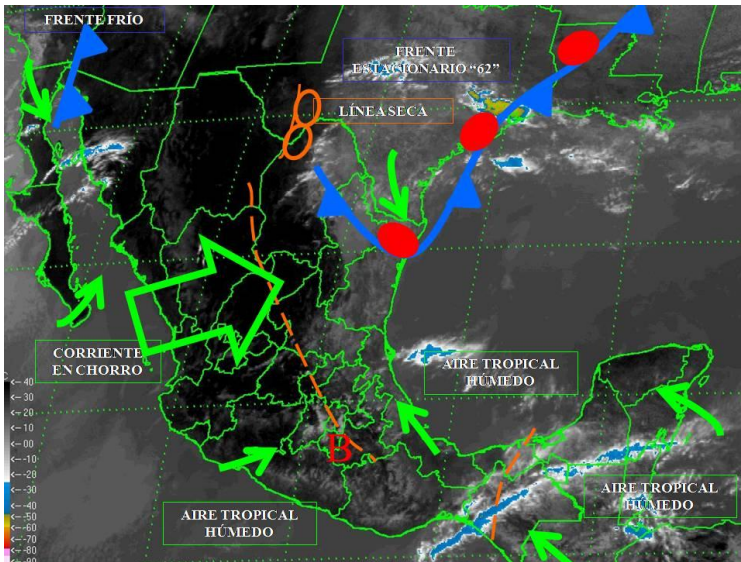 FRENTE FRÍO
FRENTE
ESTACIONARIO “62”
LÍNEA SECA
CORRIENTE
EN CHORRO
AIRE TROPICAL
HÚMEDO
B
AIRE TROPICAL
HÚMEDO
AIRE TROPICAL
HÚMEDO
<-- 40
<-- 30
<-- 20
<-- 10
<-- 00
<---10
<---20
<---30
<---40
<---50
<---60
<---70
<---80
<---90